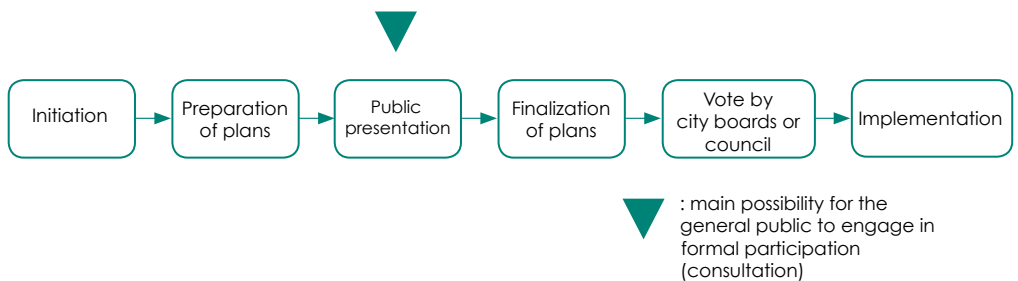 Initiation
Preparation
of plans
Public
presentation
Finalization
of plans
Vote by
city boards or
council
Implementation
: main possibility for the
general public to engage in
formal participation
(consultation)